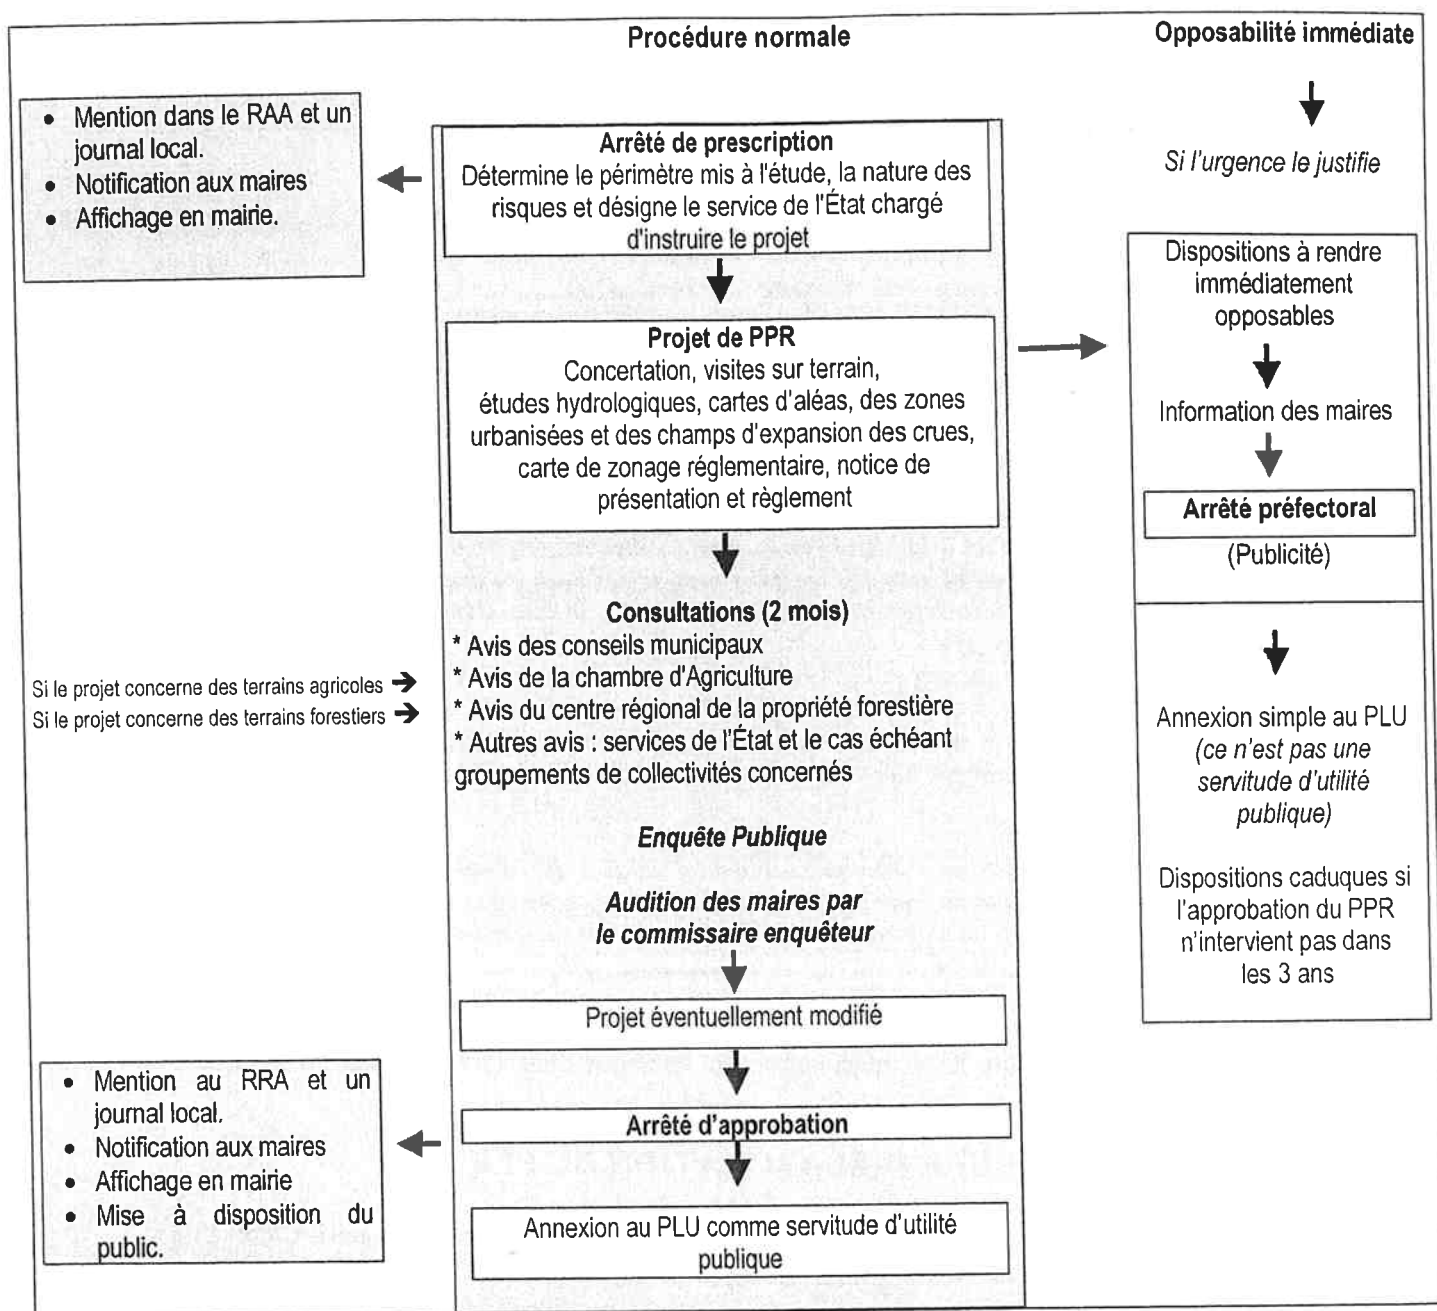 Procédure normale
Opposabilité immédiate
• Mention dans le RAA et un
journal local.
• Notification aux maires
• Affichage en mairie.
Arrêté de prescription
Détermine le périmètre mis à l'étude, la nature des
risques et désigne le service de l'État chargé
d'instruire le projet
Si l'urgence le justifie
Projet de PPR
Concertation, visites sur terrain,
études hydrologiques, cartes d'aléas, des zones
urbanisées et des champs d'expansion des crues,
carte de zonage réglementaire, notice de
présentation et règlement
Dispositions à rendre
immédiatement
opposables
Information des maires
Arrêté préfectoral
(Publicité)
Consultations (2 mois)
* Avis des conseils municipaux
Si le projet concerne des terrains agricoles ➔
* Avis de la chambre d'Agriculture
Si le projet concerne des terrains forestiers ➔
* Avis du centre régional de la propriété forestière
* Autres avis : services de l'État et le cas échéant
groupements de collectivités concernés
Enquête Publique
Audition des maires par
le commissaire enquêteur
Annexion simple au PLU
(ce n'est pas une
servitude d'utilité
publique)
Dispositions caduques si
l'approbation du PPR
n'intervient pas dans
les 3 ans
Projet éventuellement modifié
Arrêté d'approbation
• Mention au RRA et un
journal local.
• Notification aux maires
• Affichage en mairie
• Mise à disposition du
public.
Annexion au PLU comme servitude d'utilité
publique